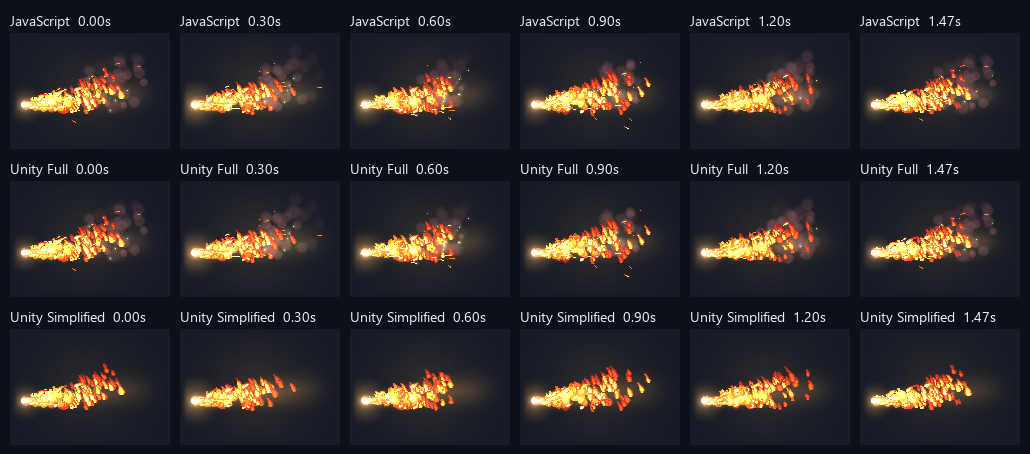 JavaScript 0.00s
JavaScript 0.30s
JavaScript 0.60s
JavaScript 0.90s
JavaScript 1.20s
JavaScript 1.47s
Unity Full 0.00s
Unity Full 0.30s
Unity Full 0.60s
Unity Full 0.90s
Unity Full 1.20s
Unity Full 1.47s
Unity Simplified 0.00s
Unity Simplified 0.30s
Unity Simplified 0.60s
Unity Simplified 0.90s
Unity Simplified 1.20s
Unity Simplified 1.47s